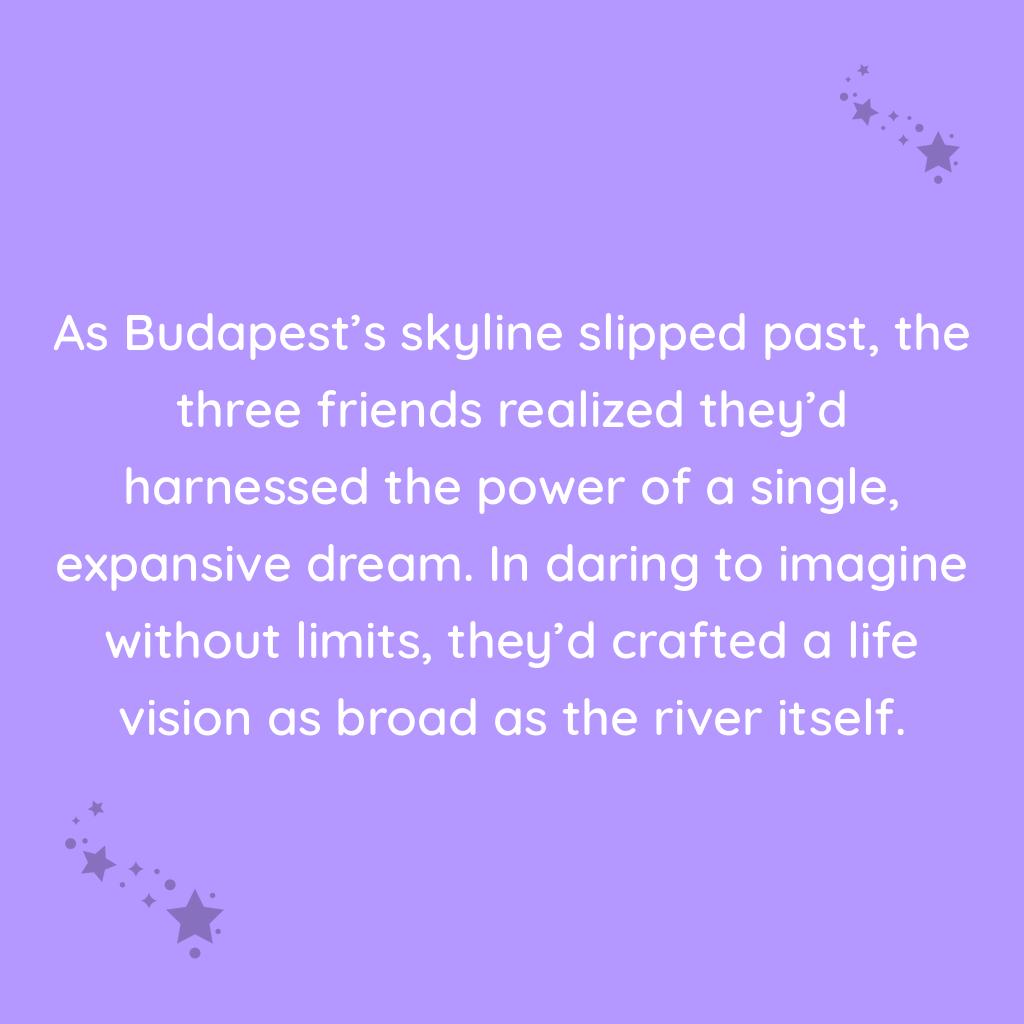 As Budapest’s skyline slipped past, the
three friends realized they’d
harnessed the power of a single,
expansive dream. In daring to imagine
without limits, they’d crafted a life
vision as broad as the river itself.